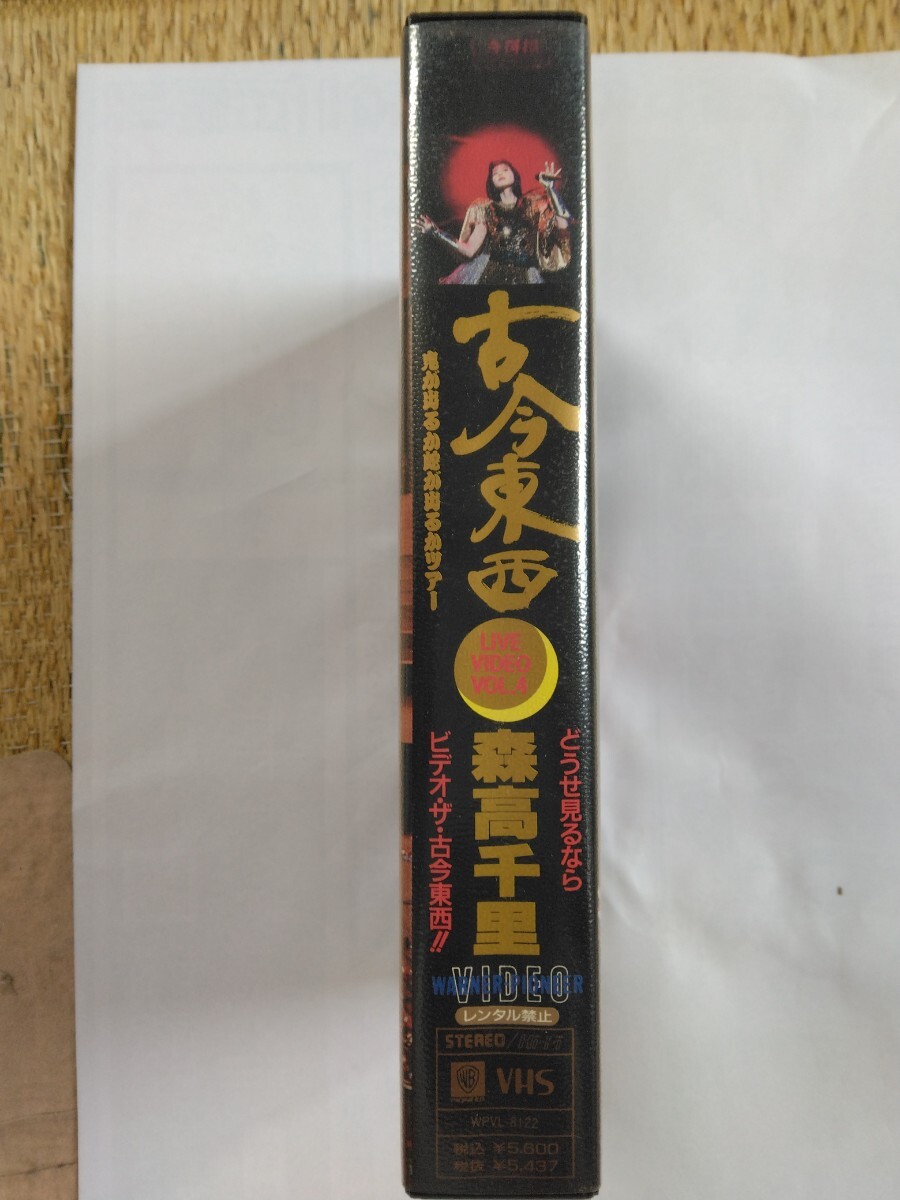 古今東西
鬼が出るか蛇が出るかツアー
LIVE
VIDEO
VOL.4
どうせ見るなら
ビデオ・ザ・古今東西!!
森高千里
WARNER PIONEER
VIDEO
レンタル禁止
STEREO/Hi-Fi
WB
VHS
WPVL-8122
税込 ¥5,600
税抜 ¥5,437